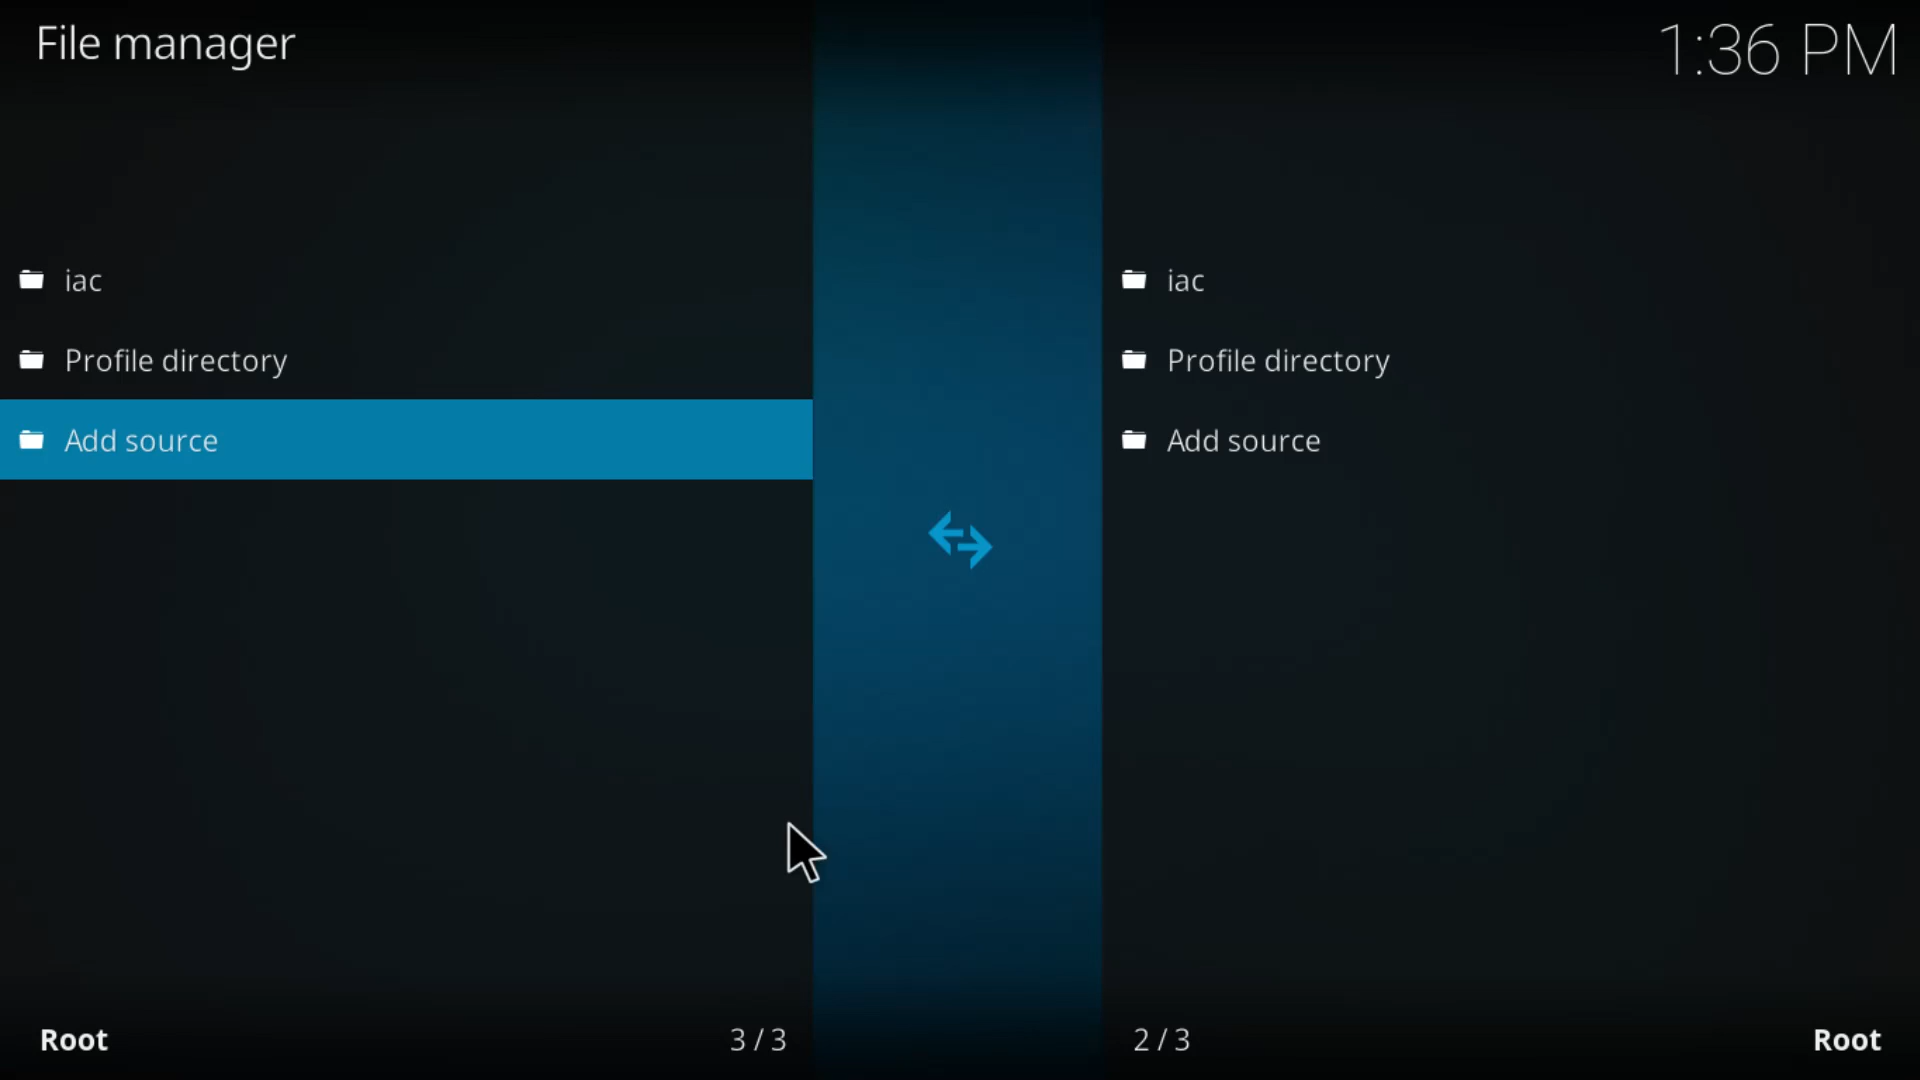 File manager
1:36 PM
iac
Profile directory
Add source
iac
Profile directory
Add source
Root
3 / 3
2 / 3
Root